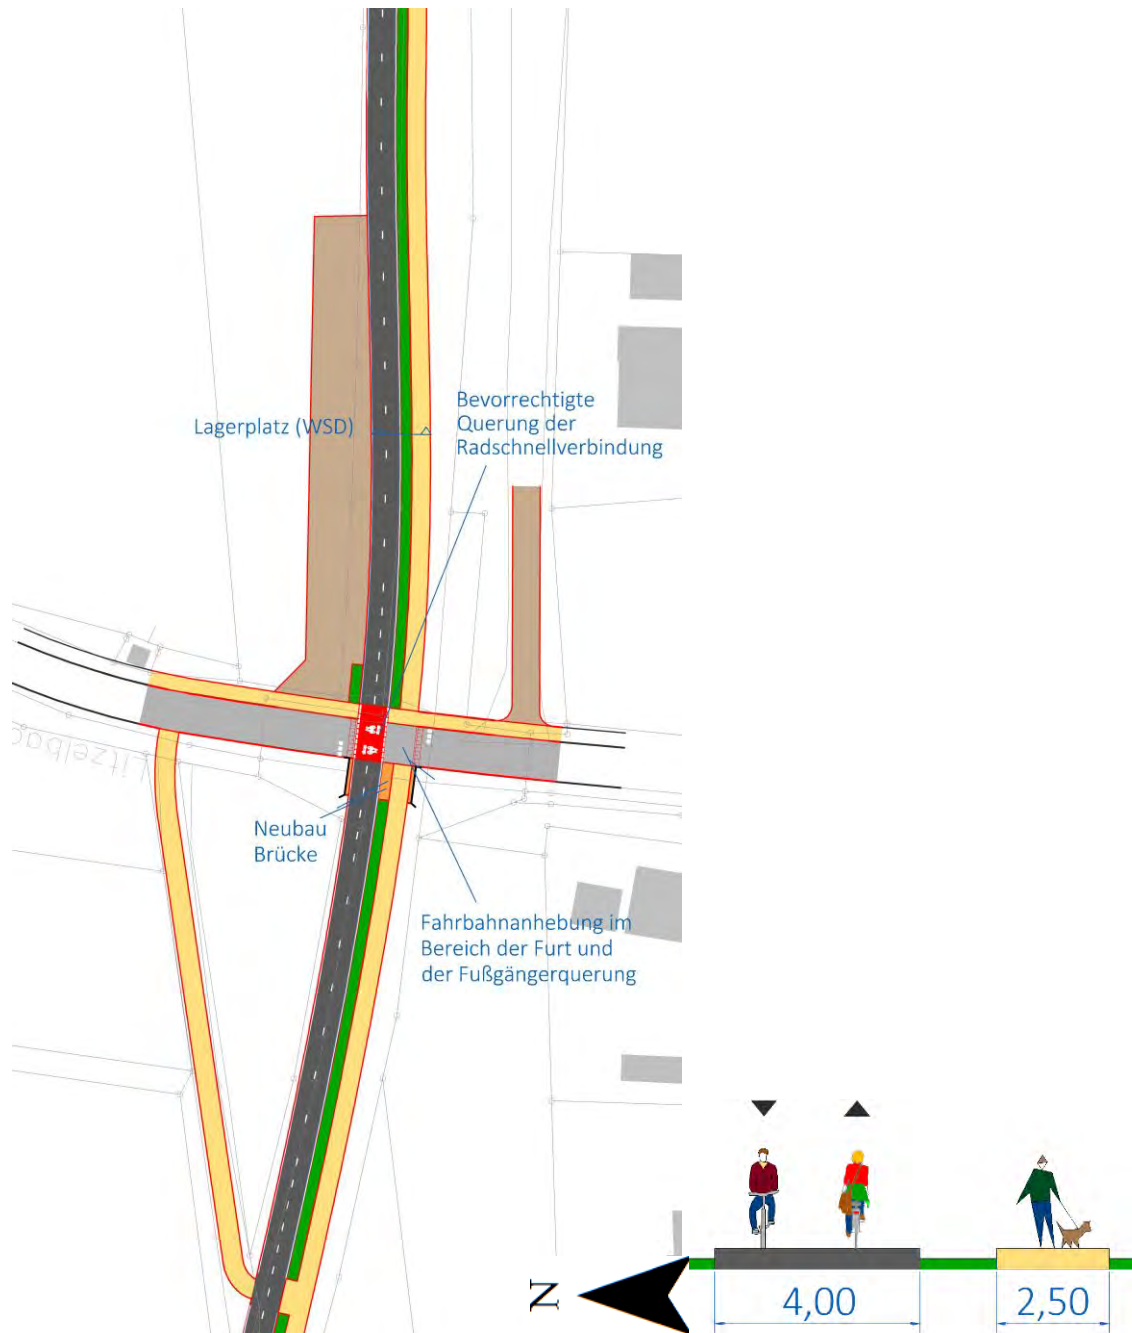 Bevorrechtigte
Querung der
Radschnellverbindung
Lagerplatz (WSD)
Litzelbac
Neubau
Brücke
Fahrbahnanhebung im
Bereich der Furt und
der Fußgängerquerung
N
4,00
2,50